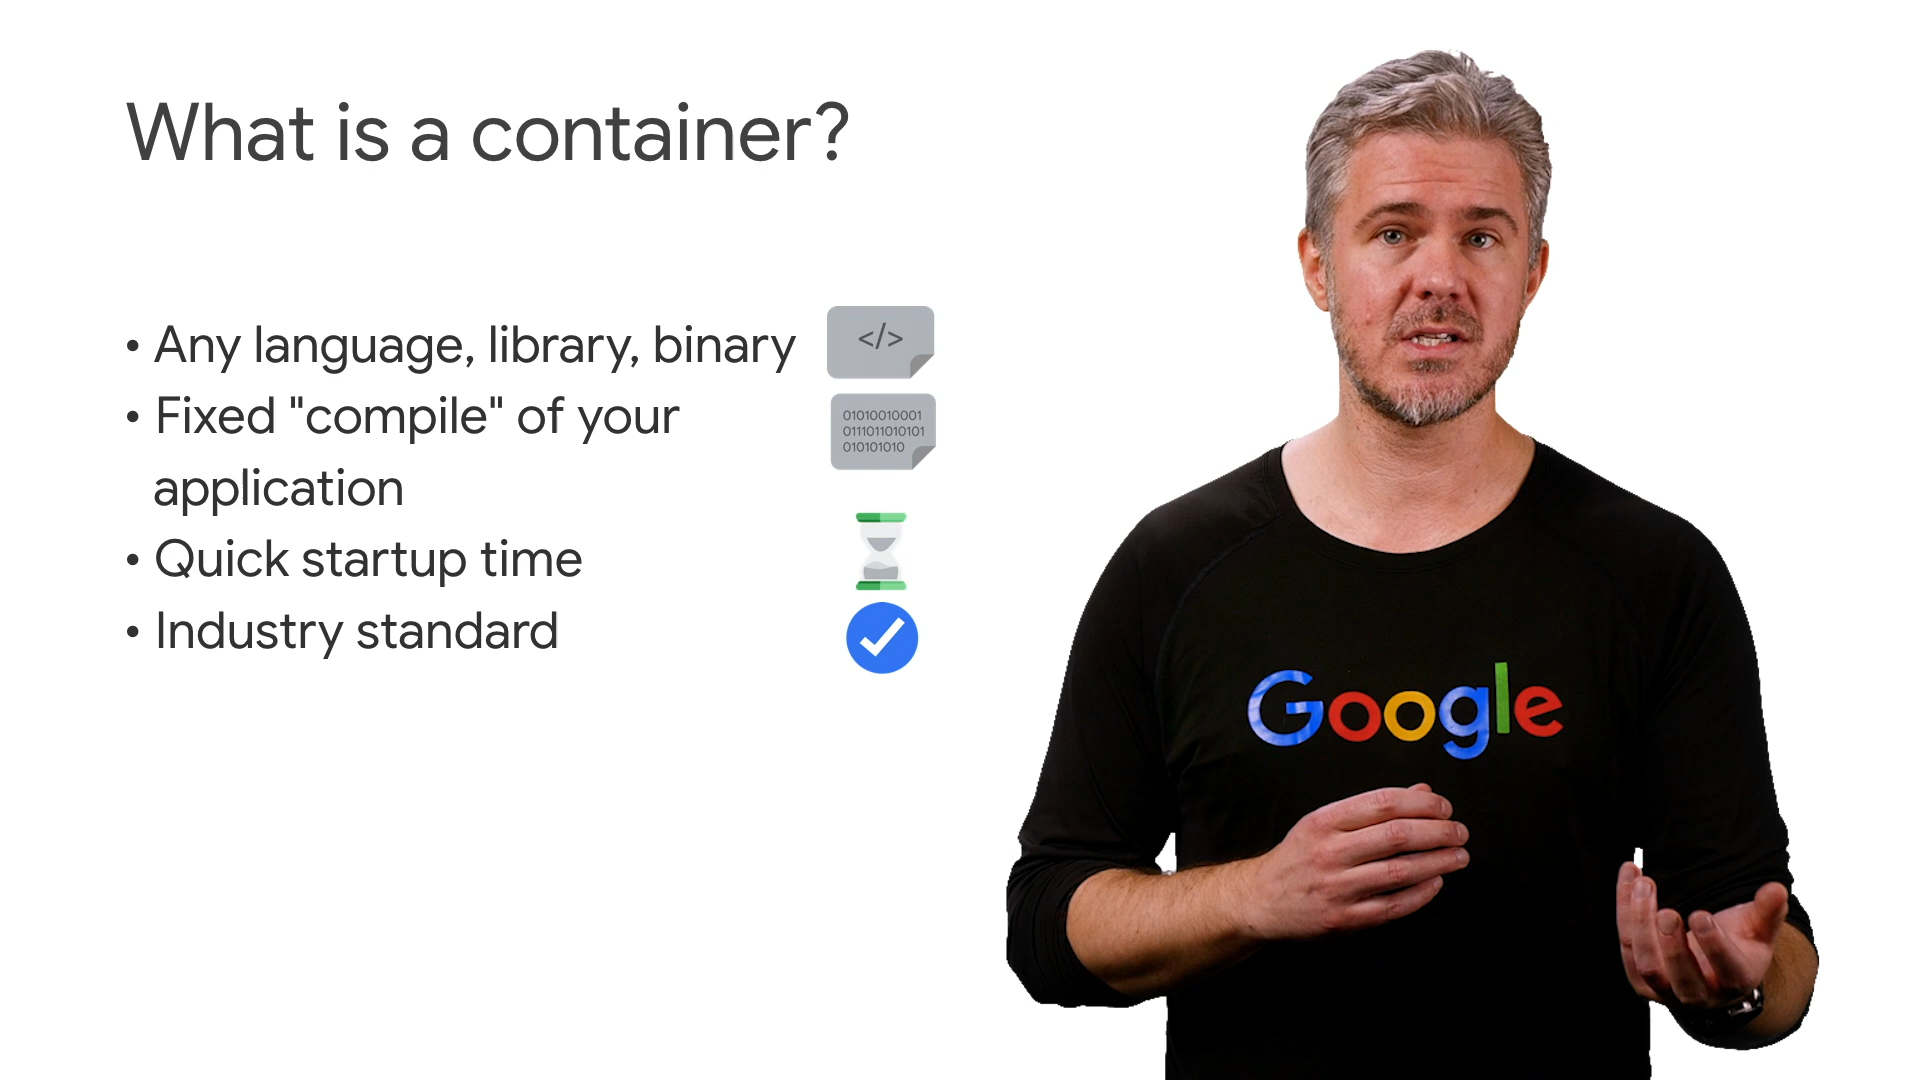 What is a container?
• Any language, library, binary
</>
• Fixed "compile" of your
application
01010010001
0111011010101
010101010
• Quick startup time
• Industry standard
Google